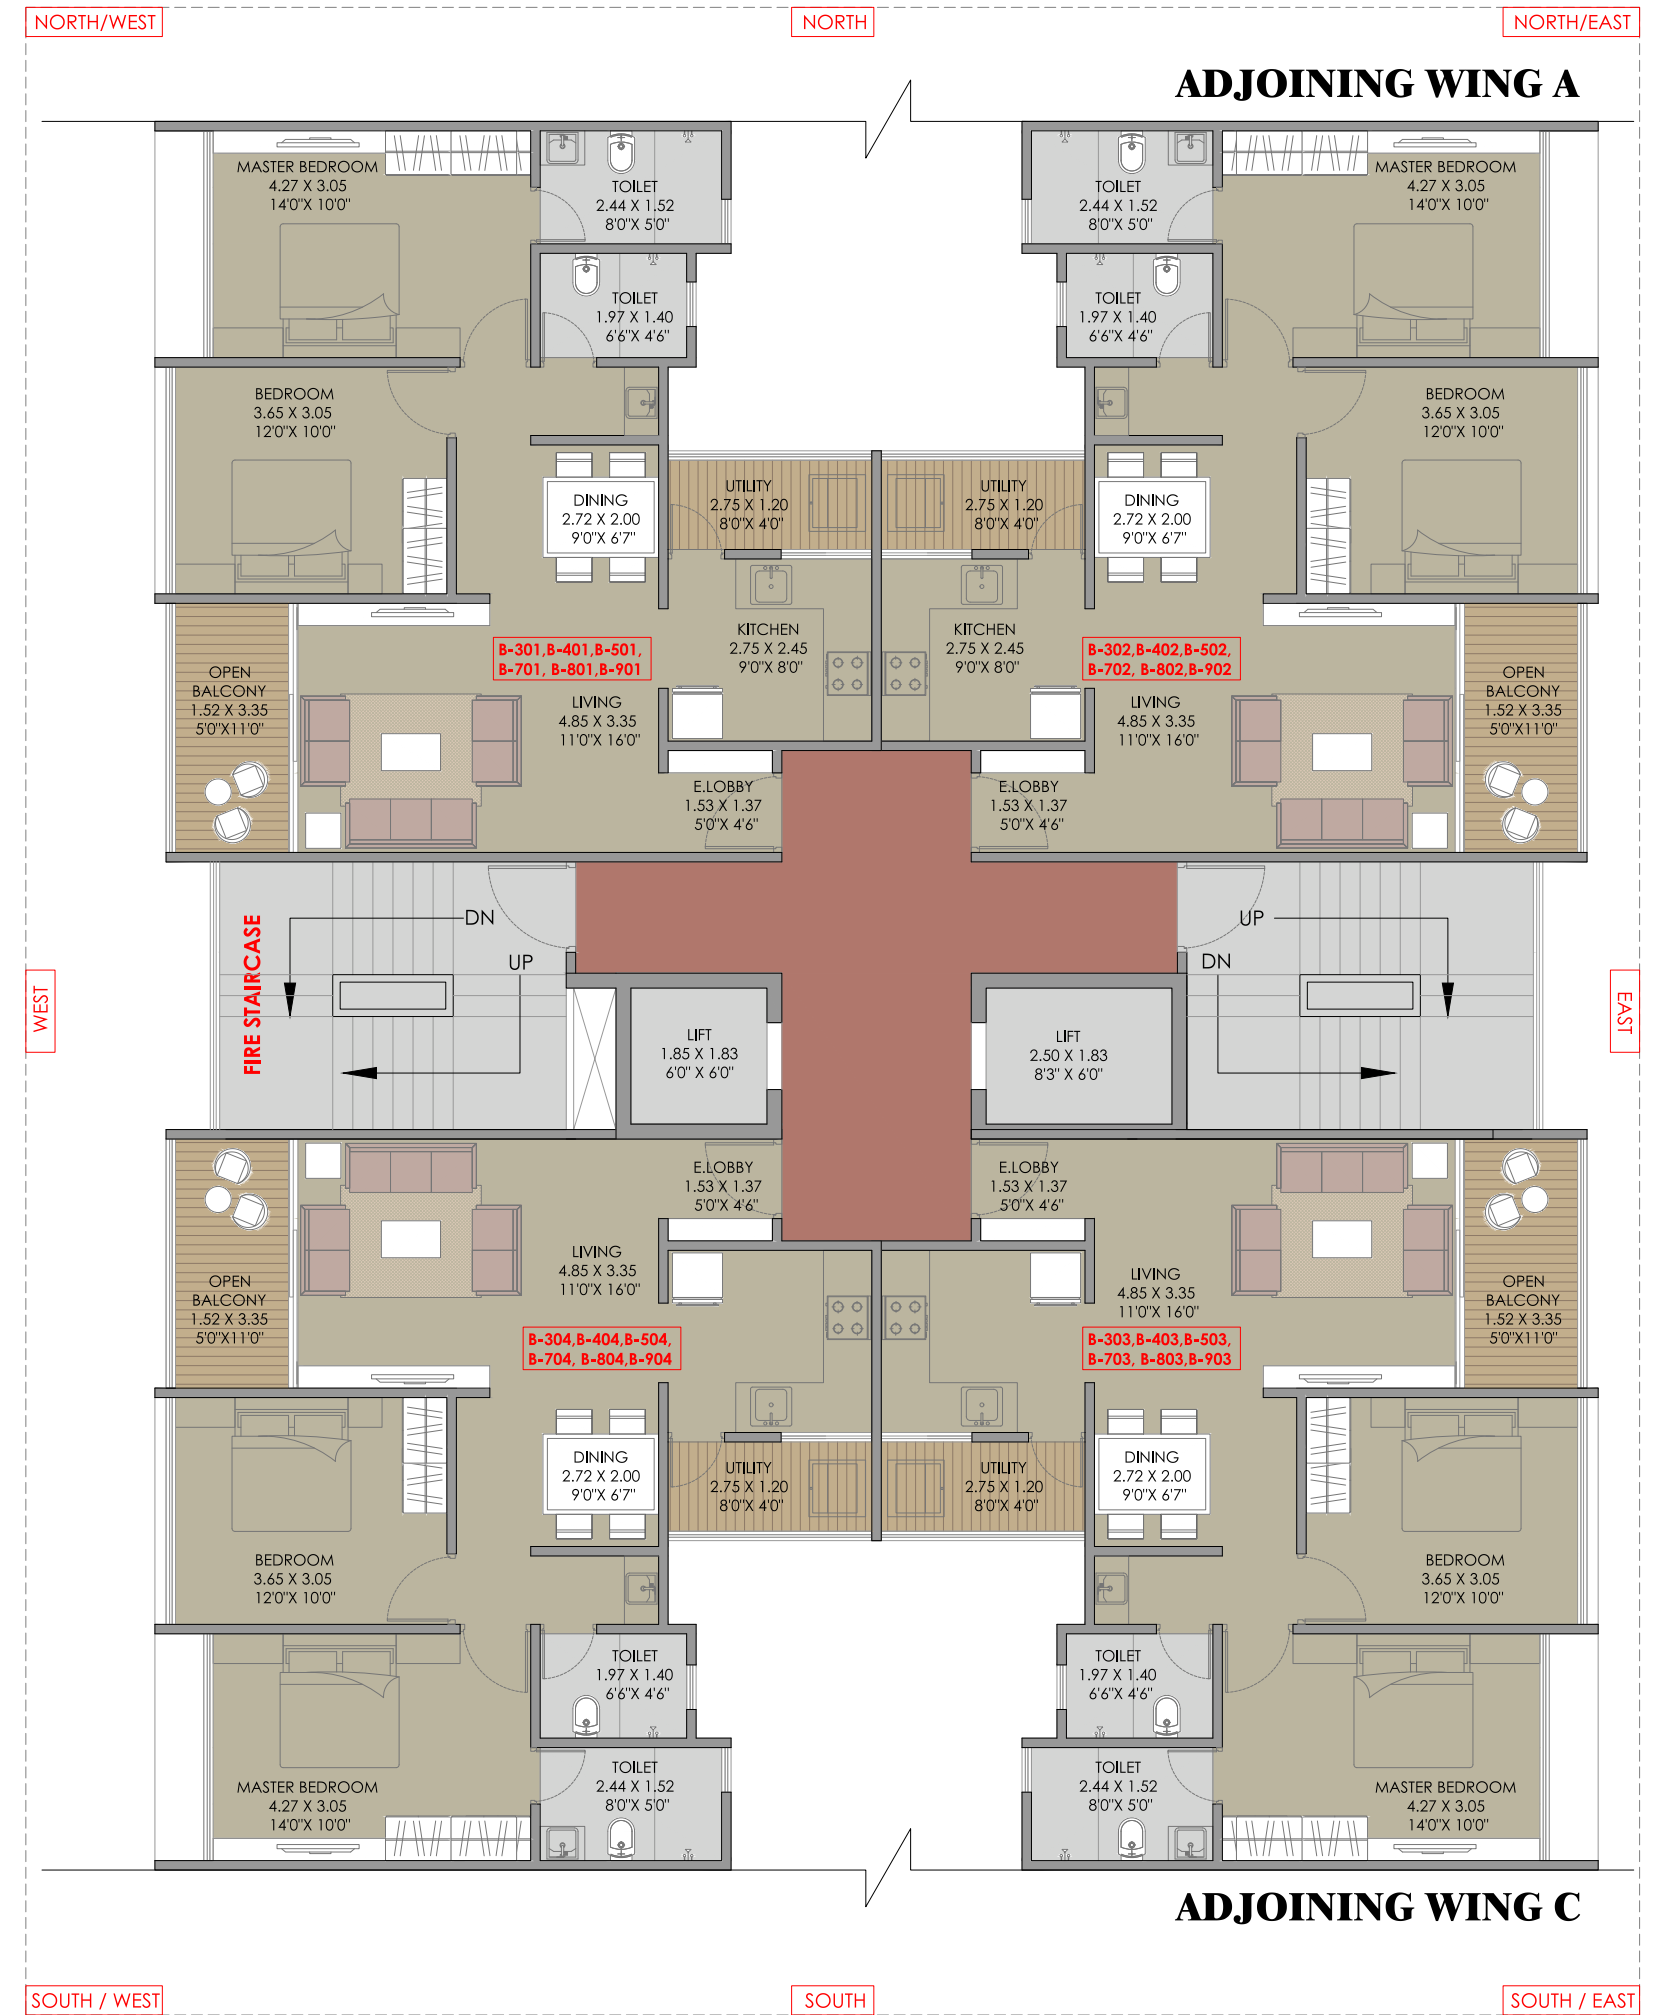 NORTH/WEST
NORTH
NORTH/EAST
ADJOINING WING A
MASTER BEDROOM
4.27 X 3.05
14'0"X 10'0"
TOILET
2.44 X 1.52
8'0"X 5'0"
TOILET
2.44 X 1.52
8'0"X 5'0"
MASTER BEDROOM
4.27 X 3.05
14'0"X 10'0"
TOILET
1.97 X 1.40
6'6"X 4'6"
TOILET
1.97 X 1.40
6'6"X 4'6"
BEDROOM
3.65 X 3.05
12'0"X 10'0"
BEDROOM
3.65 X 3.05
12'0"X 10'0"
DINING
2.72 X 2.00
9'0"X 6'7"
UTILITY
2.75 X 1.20
8'0"X 4'0"
UTILITY
2.75 X 1.20
8'0"X 4'0"
DINING
2.72 X 2.00
9'0"X 6'7"
KITCHEN
2.75 X 2.45
9'0"X 8'0"
KITCHEN
2.75 X 2.45
9'0"X 8'0"
B-301,B-401,B-501,
B-701, B-801,B-901
B-302,B-402,B-502,
B-702, B-802,B-902
OPEN
BALCONY
1.52 X 3.35
5'0"X11'0"
LIVING
4.85 X 3.35
11'0"X 16'0"
LIVING
4.85 X 3.35
11'0"X 16'0"
OPEN
BALCONY
1.52 X 3.35
5'0"X11'0"
E.LOBBY
1.53 X 1.37
5'0"X 4'6"
E.LOBBY
1.53 X 1.37
5'0"X 4'6"
FIRE STAIRCASE
DN
UP
UP
DN
WEST
EAST
LIFT
1.85 X 1.83
6'0" X 6'0"
LIFT
2.50 X 1.83
8'3" X 6'0"
E.LOBBY
1.53 X 1.37
5'0"X 4'6"
E.LOBBY
1.53 X 1.37
5'0"X 4'6"
OPEN
BALCONY
1.52 X 3.35
5'0"X11'0"
LIVING
4.85 X 3.35
11'0"X 16'0"
LIVING
4.85 X 3.35
11'0"X 16'0"
OPEN
BALCONY
1.52 X 3.35
5'0"X11'0"
B-304,B-404,B-504,
B-704, B-804,B-904
B-303,B-403,B-503,
B-703, B-803,B-903
DINING
2.72 X 2.00
9'0"X 6'7"
UTILITY
2.75 X 1.20
8'0"X 4'0"
UTILITY
2.75 X 1.20
8'0"X 4'0"
DINING
2.72 X 2.00
9'0"X 6'7"
BEDROOM
3.65 X 3.05
12'0"X 10'0"
BEDROOM
3.65 X 3.05
12'0"X 10'0"
TOILET
1.97 X 1.40
6'6"X 4'6"
TOILET
1.97 X 1.40
6'6"X 4'6"
MASTER BEDROOM
4.27 X 3.05
14'0"X 10'0"
TOILET
2.44 X 1.52
8'0"X 5'0"
TOILET
2.44 X 1.52
8'0"X 5'0"
MASTER BEDROOM
4.27 X 3.05
14'0"X 10'0"
ADJOINING WING C
SOUTH / WEST
SOUTH
SOUTH / EAST